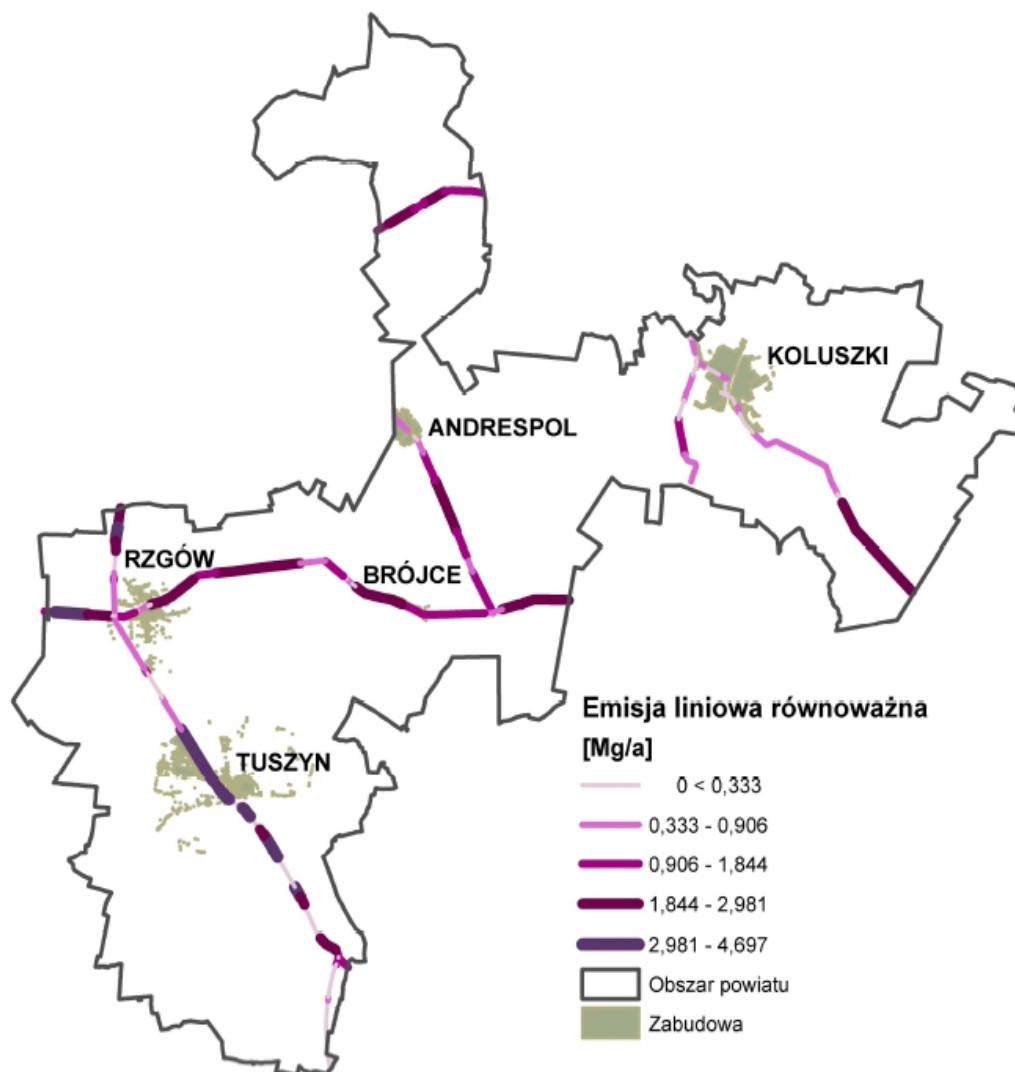 KOLUSZKI
ANDRESPOL
RZGÓW
BRÓJCE
TUSZYN
Emisja liniowa równoważna
[Mg/a]
0 < 0,333
0,333 - 0,906
0,906 - 1,844
1,844 - 2,981
2,981 - 4,697
Obszar powiatu
Zabudowa